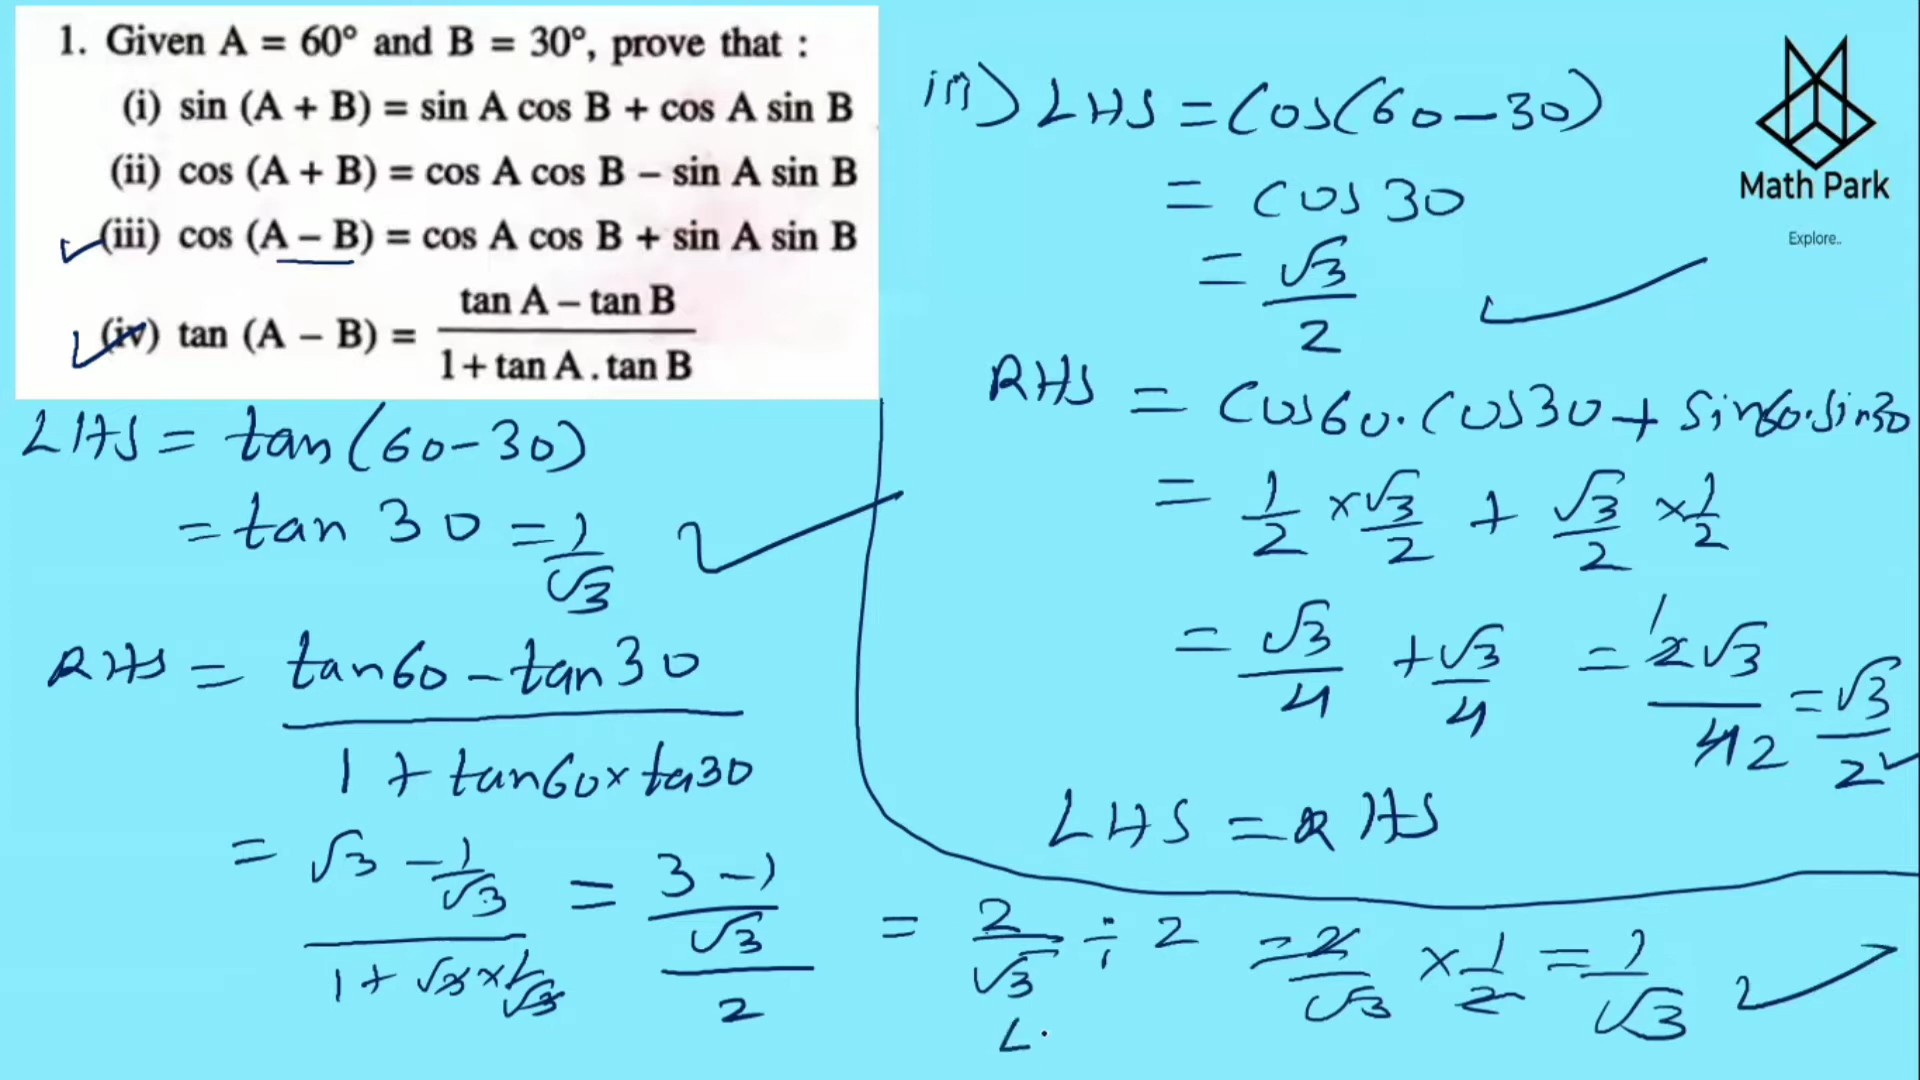 1. Given A = 60° and B = 30°, prove that :
(i) sin (A + B) = sin A cos B + cos A sin B
(ii) cos (A + B) = cos A cos B − sin A sin B
(iii) cos (A − B) = cos A cos B + sin A sin B
(iv) tan (A − B) = (tan A − tan B)/(1 + tan A . tan B)
LHS = tan(60-30)
= tan 30 = 1/√3
RHS = (tan60 - tan30)/(1 + tan60 × ta30)
= (√3 - 1/√3)/(1 + √3 × 1/√3) = ((3-1)/√3)/2 = 2/√3 ÷ 2 = 2/√3 × 1/2 = 1/√3
L
iii) LHS = Cos(60-30)
= cos 30
= √3/2
RHS = Cos60.Cos30 + Sin60.Sin30
= 1/2 × √3/2 + √3/2 × 1/2
= √3/4 + √3/4 = 2√3/4 = √3/2
LHS = RHS
Math Park
Explore..